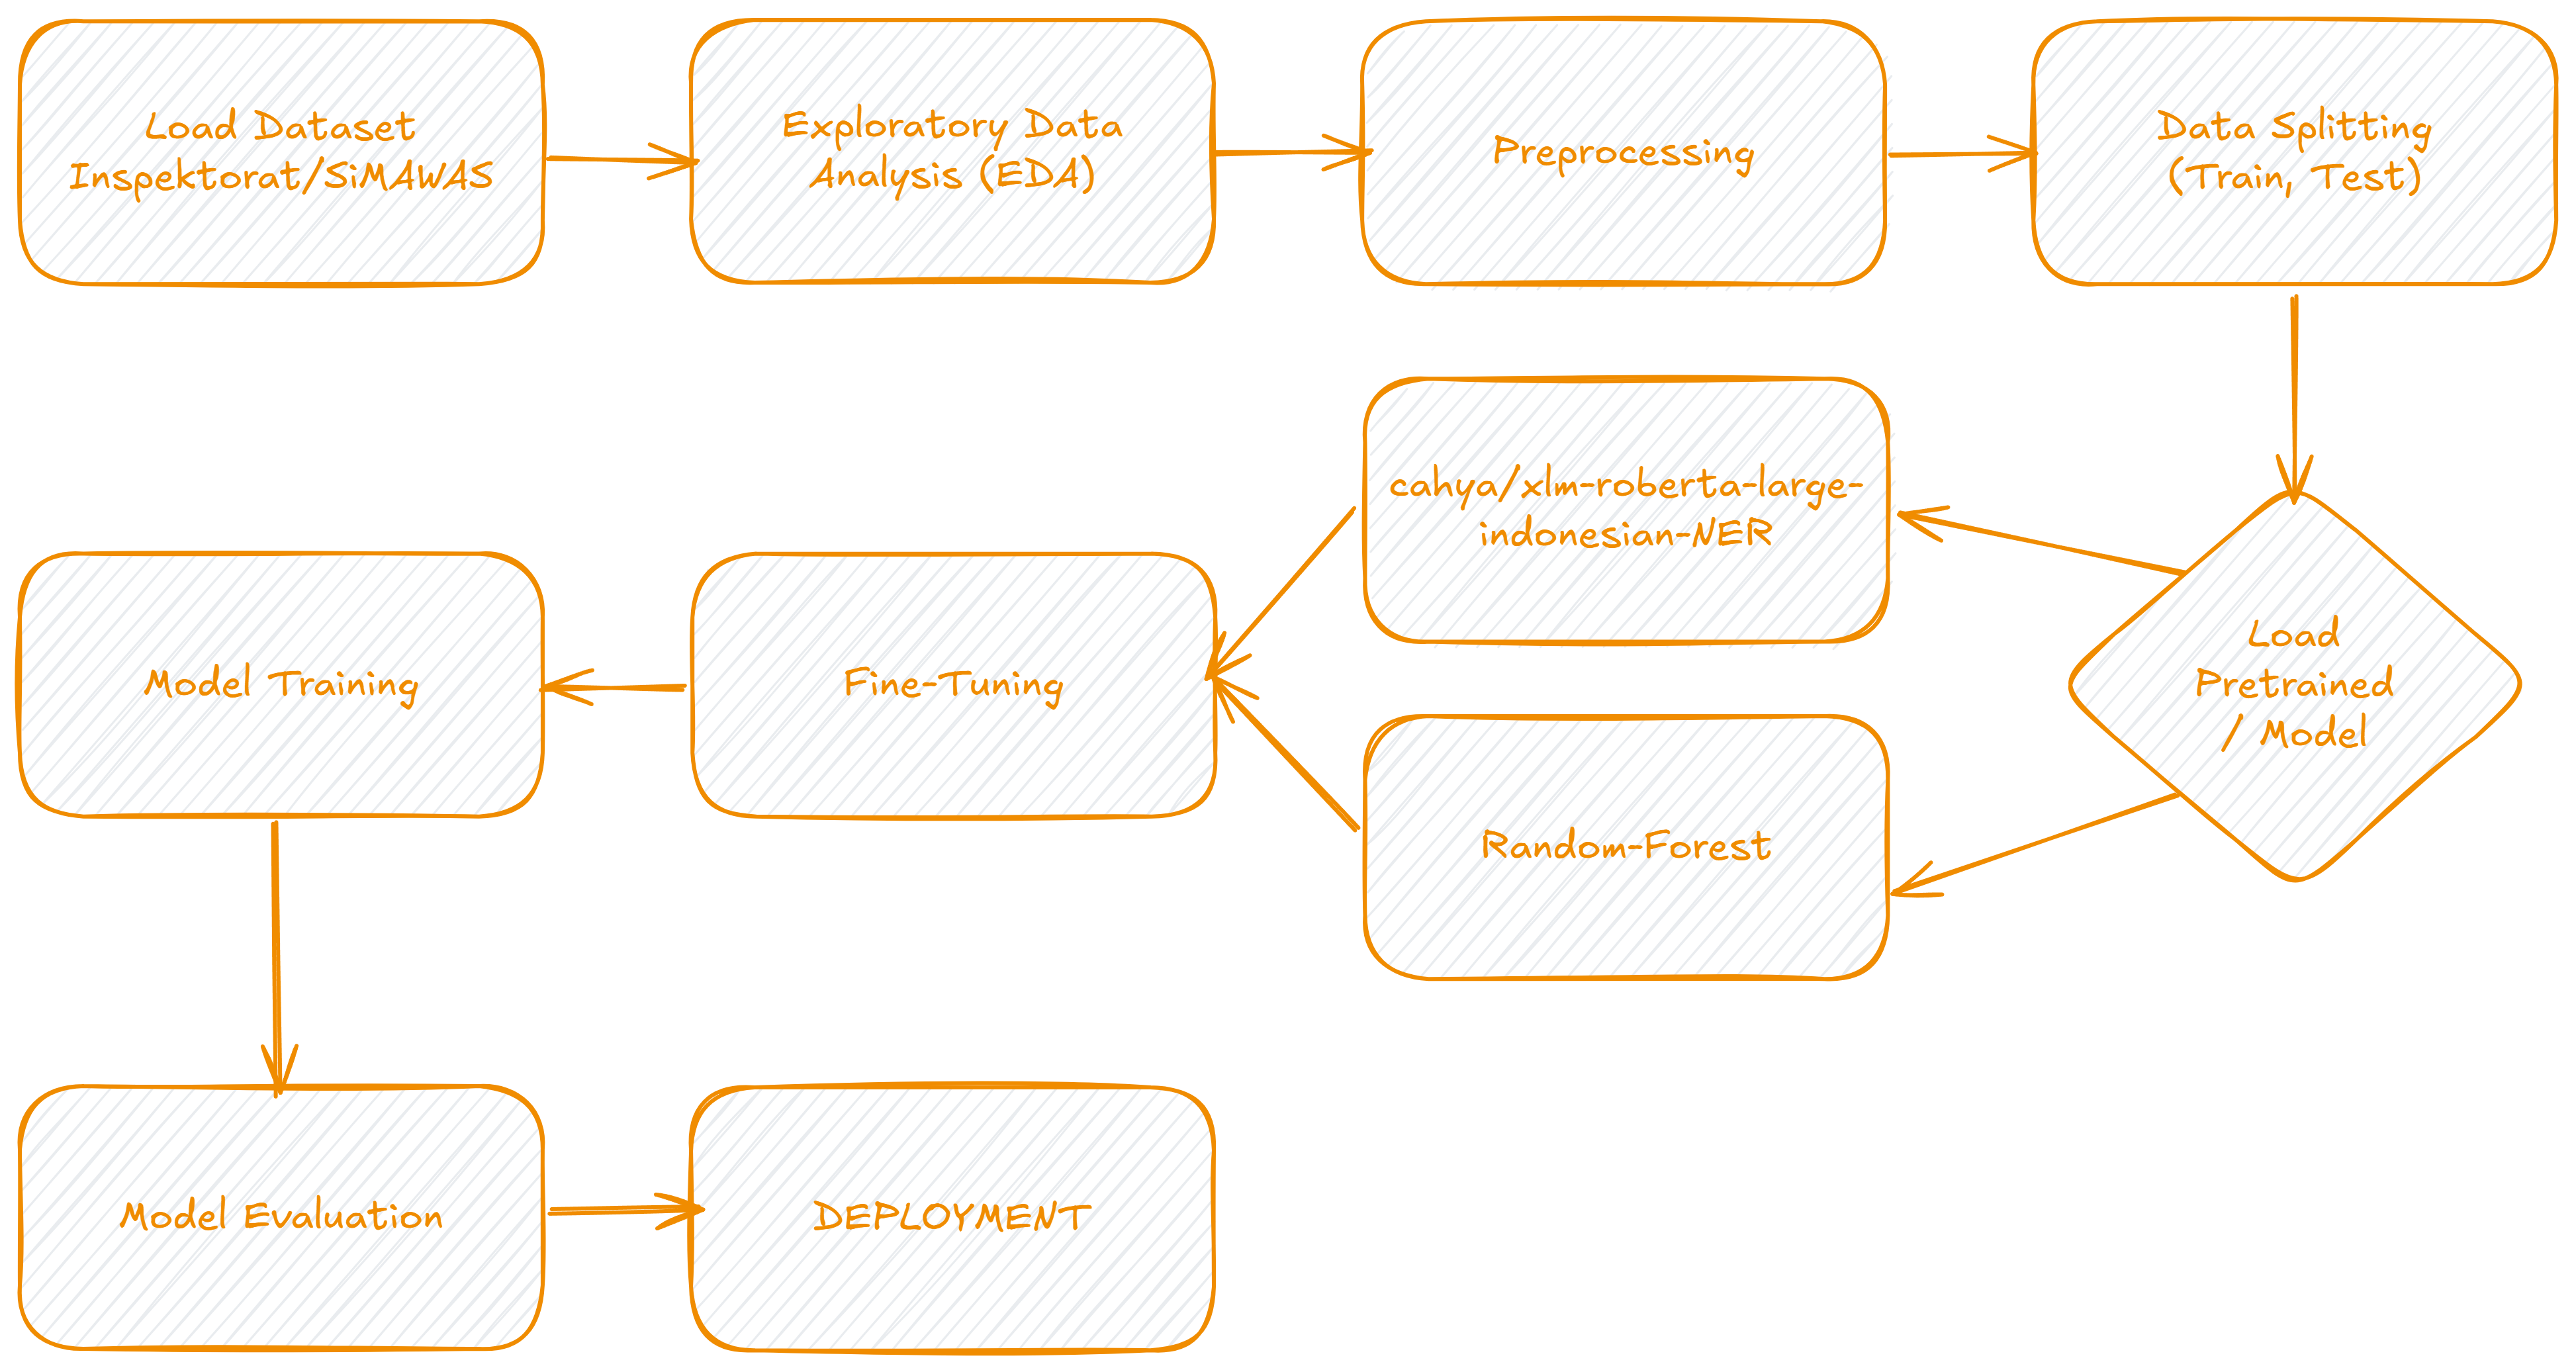 Load Dataset
Inspektorat/SiMAWAS
Exploratory Data
Analysis (EDA)
Preprocessing
Data Splitting
(Train, Test)
Load
Pretrained
/ Model
cahya/xlm-roberta-large-
indonesian-NER
Random-Forest
Fine-Tuning
Model Training
Model Evaluation
DEPLOYMENT